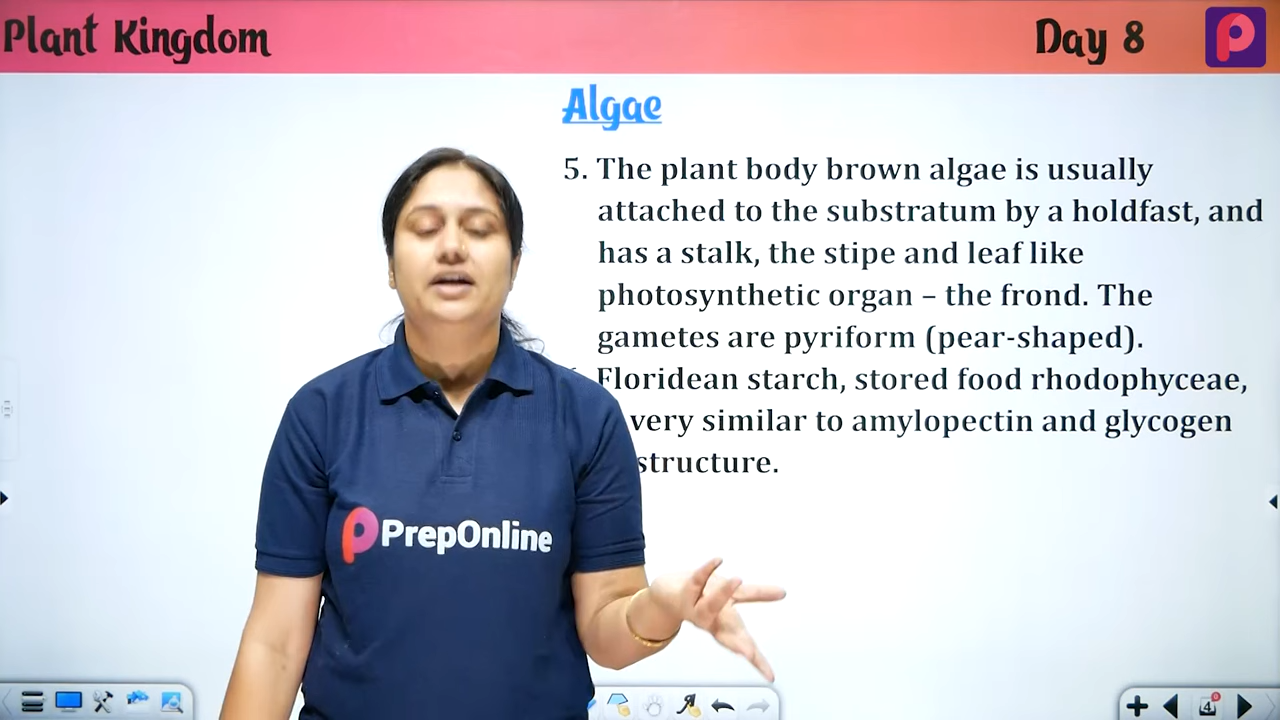 Plant Kingdom
Day 8
Algae
5. The plant body brown algae is usually
attached to the substratum by a holdfast, and
has a stalk, the stipe and leaf like
photosynthetic organ – the frond. The
gametes are pyriform (pear-shaped).
Floridean starch, stored food rhodophyceae,
very similar to amylopectin and glycogen
structure.
PrepOnline
4